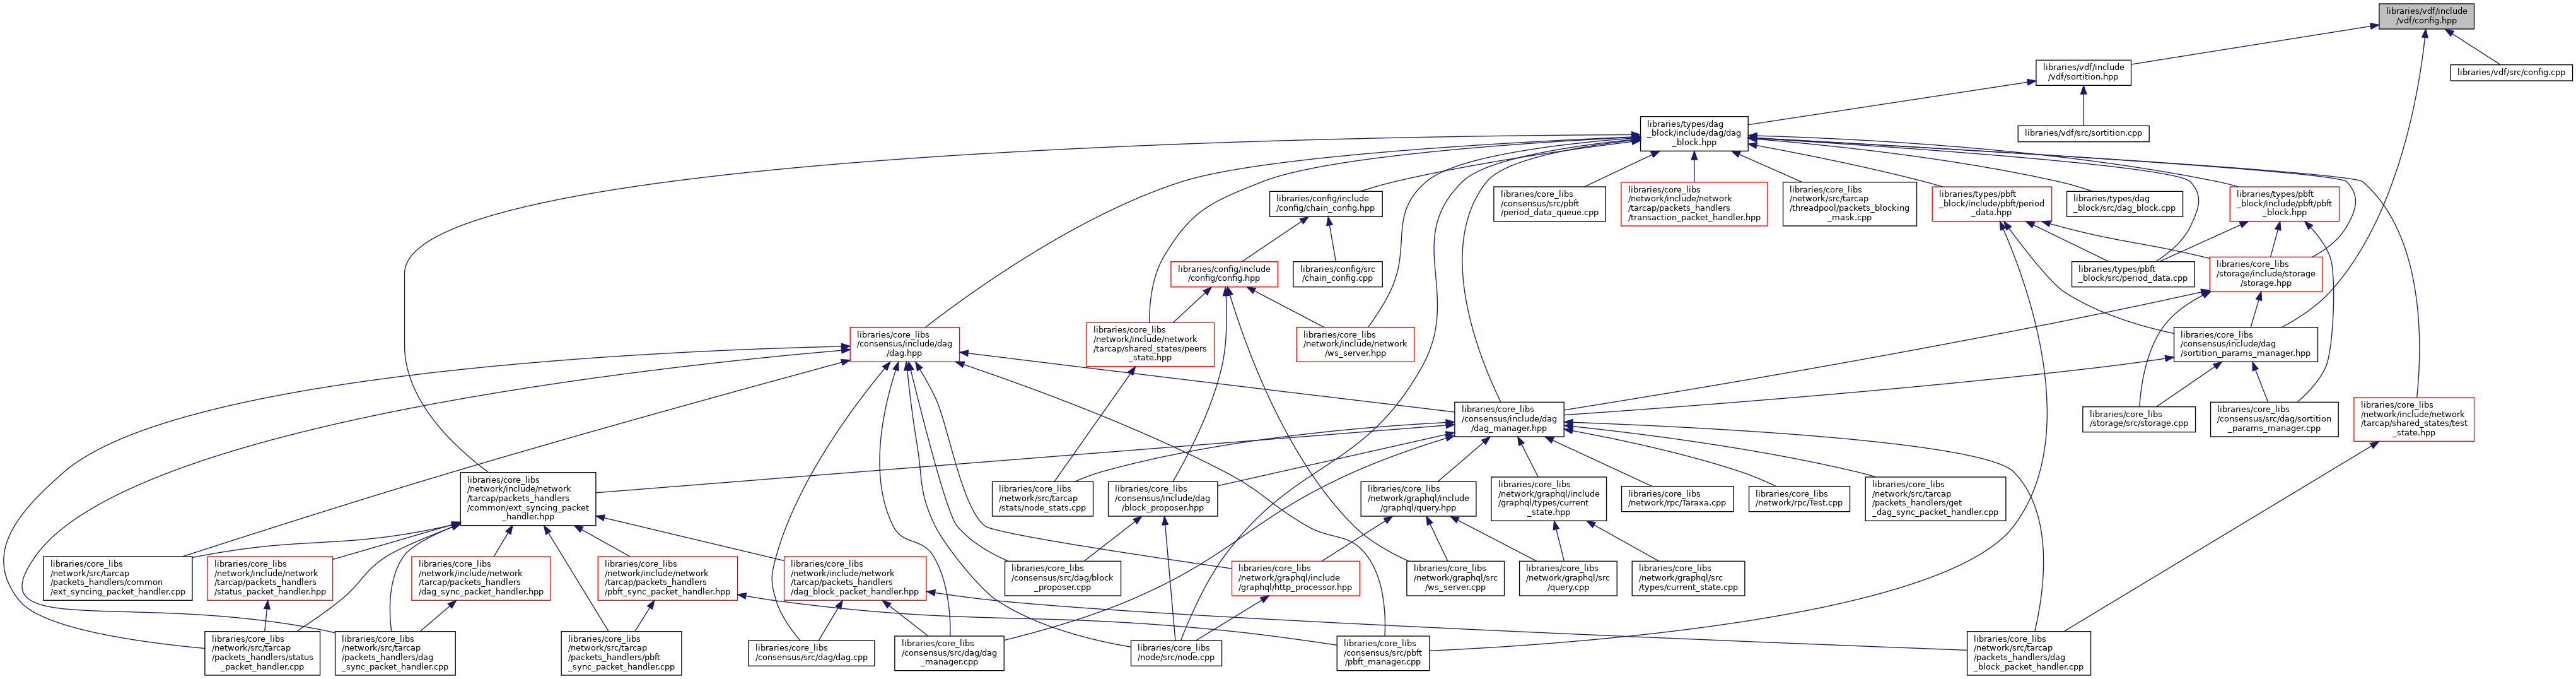 libraries/vdf/include
/vdf/config.hpp
libraries/vdf/include
/vdf/sortition.hpp
libraries/vdf/src/config.cpp
libraries/types/dag
_block/include/dag/dag
_block.hpp
libraries/vdf/src/sortition.cpp
libraries/config/include
/config/chain_config.hpp
libraries/core_libs
/consensus/src/pbft
/period_data_queue.cpp
libraries/core_libs
/network/include/network
/tarcap/packets_handlers
/transaction_packet_handler.hpp
libraries/core_libs
/network/src/tarcap
/threadpool/packets_blocking
_mask.cpp
libraries/types/pbft
_block/include/pbft/period
_data.hpp
libraries/types/dag
_block/src/dag_block.cpp
libraries/types/pbft
_block/include/pbft/pbft
_block.hpp
libraries/config/include
/config/config.hpp
libraries/config/src
/chain_config.cpp
libraries/types/pbft
_block/src/period_data.cpp
libraries/core_libs
/storage/include/storage
/storage.hpp
libraries/core_libs
/consensus/include/dag
/dag.hpp
libraries/core_libs
/network/include/network
/tarcap/shared_states/peers
_state.hpp
libraries/core_libs
/network/include/network
/ws_server.hpp
libraries/core_libs
/consensus/include/dag
/sortition_params_manager.hpp
libraries/core_libs
/consensus/include/dag
/dag_manager.hpp
libraries/core_libs
/storage/src/storage.cpp
libraries/core_libs
/consensus/src/dag/sortition
_params_manager.cpp
libraries/core_libs
/network/include/network
/tarcap/shared_states/test
_state.hpp
libraries/core_libs
/network/include/network
/tarcap/packets_handlers
/common/ext_syncing_packet
_handler.hpp
libraries/core_libs
/network/src/tarcap
/stats/node_stats.cpp
libraries/core_libs
/consensus/include/dag
/block_proposer.hpp
libraries/core_libs
/network/graphql/include
/graphql/query.hpp
libraries/core_libs
/network/graphql/include
/graphql/types/current
_state.hpp
libraries/core_libs
/network/rpc/Taraxa.cpp
libraries/core_libs
/network/rpc/Test.cpp
libraries/core_libs
/network/src/tarcap
/packets_handlers/get
_dag_sync_packet_handler.cpp
libraries/core_libs
/network/src/tarcap
/packets_handlers/common
/ext_syncing_packet_handler.cpp
libraries/core_libs
/network/include/network
/tarcap/packets_handlers
/status_packet_handler.hpp
libraries/core_libs
/network/include/network
/tarcap/packets_handlers
/dag_sync_packet_handler.hpp
libraries/core_libs
/network/include/network
/tarcap/packets_handlers
/pbft_sync_packet_handler.hpp
libraries/core_libs
/network/include/network
/tarcap/packets_handlers
/dag_block_packet_handler.hpp
libraries/core_libs
/consensus/src/dag/block
_proposer.cpp
libraries/core_libs
/network/graphql/include
/graphql/http_processor.hpp
libraries/core_libs
/network/graphql/src
/ws_server.cpp
libraries/core_libs
/network/graphql/src
/query.cpp
libraries/core_libs
/network/graphql/src
/types/current_state.cpp
libraries/core_libs
/network/src/tarcap
/packets_handlers/status
_packet_handler.cpp
libraries/core_libs
/network/src/tarcap
/packets_handlers/dag
_sync_packet_handler.cpp
libraries/core_libs
/network/src/tarcap
/packets_handlers/pbft
_sync_packet_handler.cpp
libraries/core_libs
/consensus/src/dag/dag.cpp
libraries/core_libs
/consensus/src/dag/dag
_manager.cpp
libraries/core_libs
/node/src/node.cpp
libraries/core_libs
/consensus/src/pbft
/pbft_manager.cpp
libraries/core_libs
/network/src/tarcap
/packets_handlers/dag
_block_packet_handler.cpp